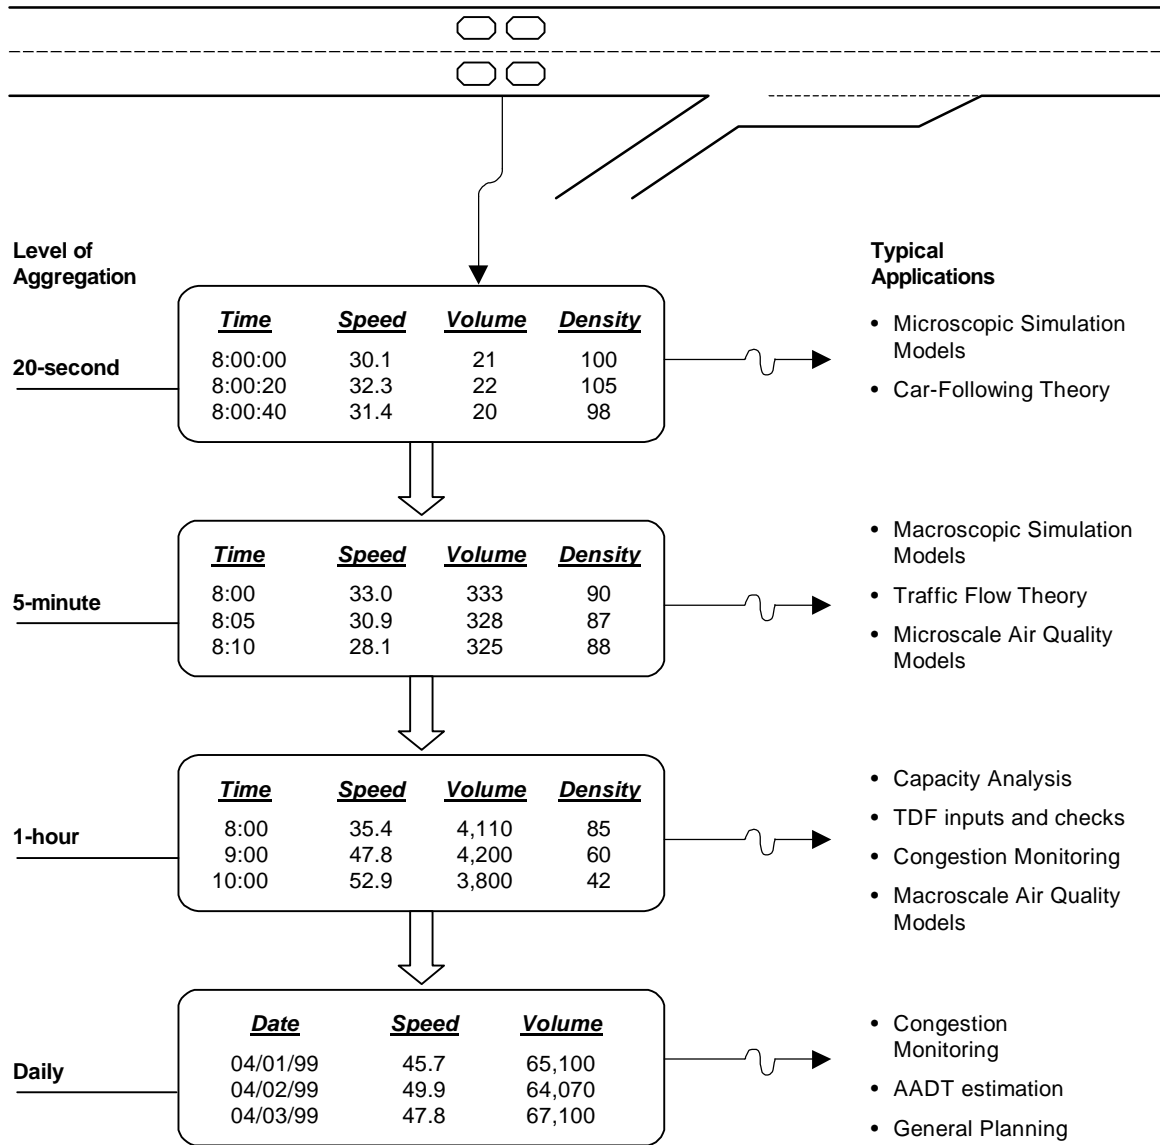 Level of
Aggregation
Typical
Applications
20-second
Time Speed Volume Density
8:00:00 30.1 21 100
8:00:20 32.3 22 105
8:00:40 31.4 20 98
• Microscopic Simulation
Models
• Car-Following Theory
5-minute
Time Speed Volume Density
8:00 33.0 333 90
8:05 30.9 328 87
8:10 28.1 325 88
• Macroscopic Simulation
Models
• Traffic Flow Theory
• Microscale Air Quality
Models
1-hour
Time Speed Volume Density
8:00 35.4 4,110 85
9:00 47.8 4,200 60
10:00 52.9 3,800 42
• Capacity Analysis
• TDF inputs and checks
• Congestion Monitoring
• Macroscale Air Quality
Models
Daily
Date Speed Volume
04/01/99 45.7 65,100
04/02/99 49.9 64,070
04/03/99 47.8 67,100
• Congestion
Monitoring
• AADT estimation
• General Planning